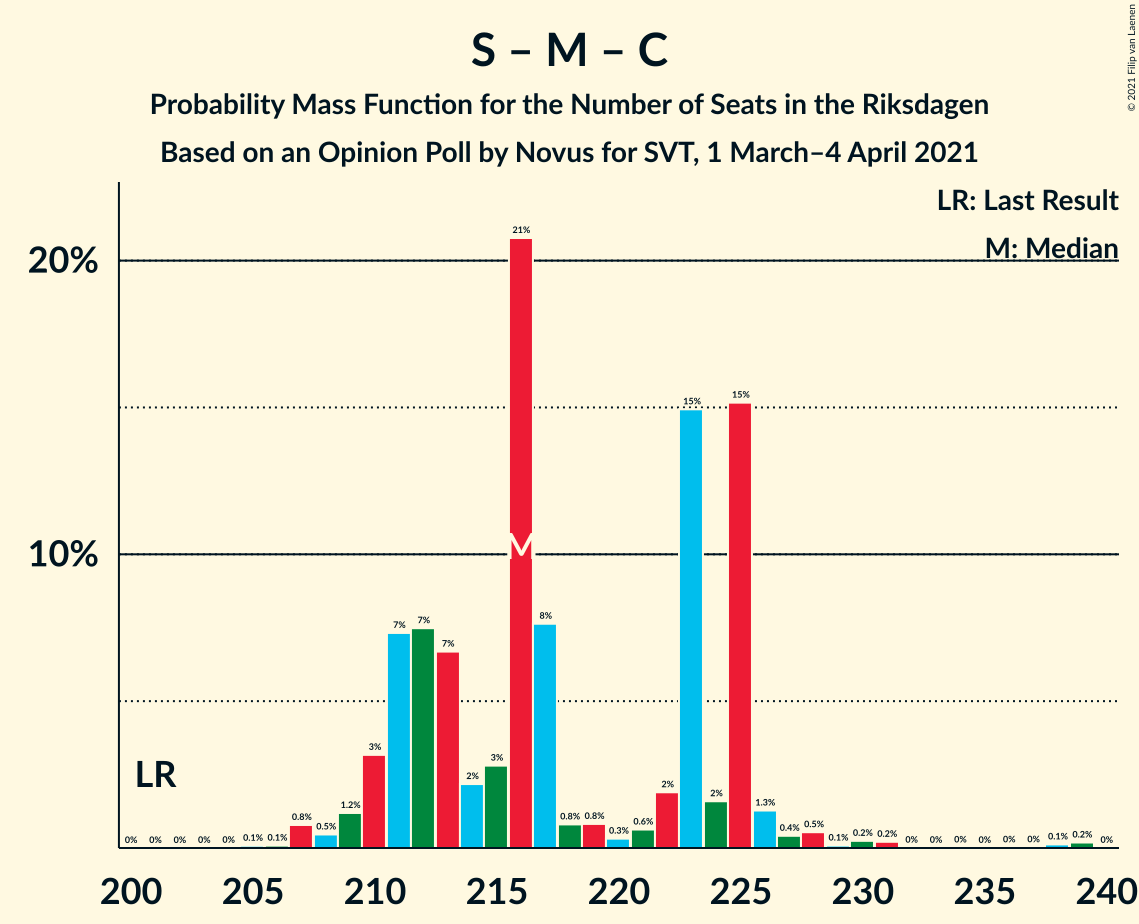 © 2021 Filip van Laenen
S – M – C
Probability Mass Function for the Number of Seats in the Riksdagen
Based on an Opinion Poll by Novus for SVT, 1 March–4 April 2021
LR: Last Result
M: Median
20%
10%
LR
M
0% 0% 0% 0% 0% 0.1% 0.1% 0.8% 0.5% 1.2% 3% 7% 7% 7% 2% 3% 21% 8% 0.8% 0.8% 0.3% 0.6% 2% 15% 2% 15% 1.3% 0.4% 0.5% 0.1% 0.2% 0.2% 0% 0% 0% 0% 0% 0% 0.1% 0.2% 0%
200 205 210 215 220 225 230 235 240